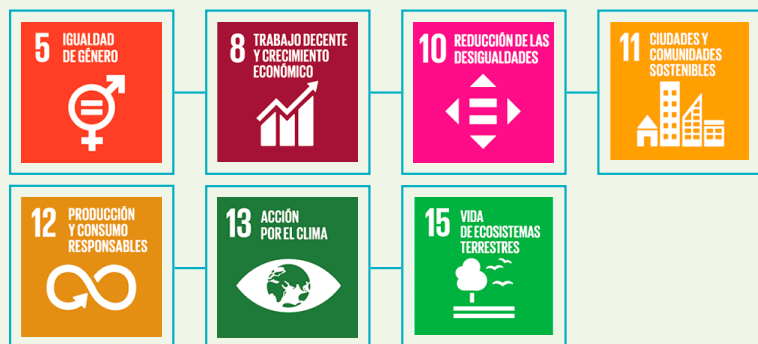 5 IGUALDAD
DE GÉNERO
8 TRABAJO DECENTE
Y CRECIMIENTO
ECONÓMICO
10 REDUCCIÓN DE LAS
DESIGUALDADES
11 CIUDADES Y
COMUNIDADES
SOSTENIBLES
12 PRODUCCIÓN
Y CONSUMO
RESPONSABLES
13 ACCIÓN
POR EL CLIMA
15 VIDA
DE ECOSISTEMAS
TERRESTRES